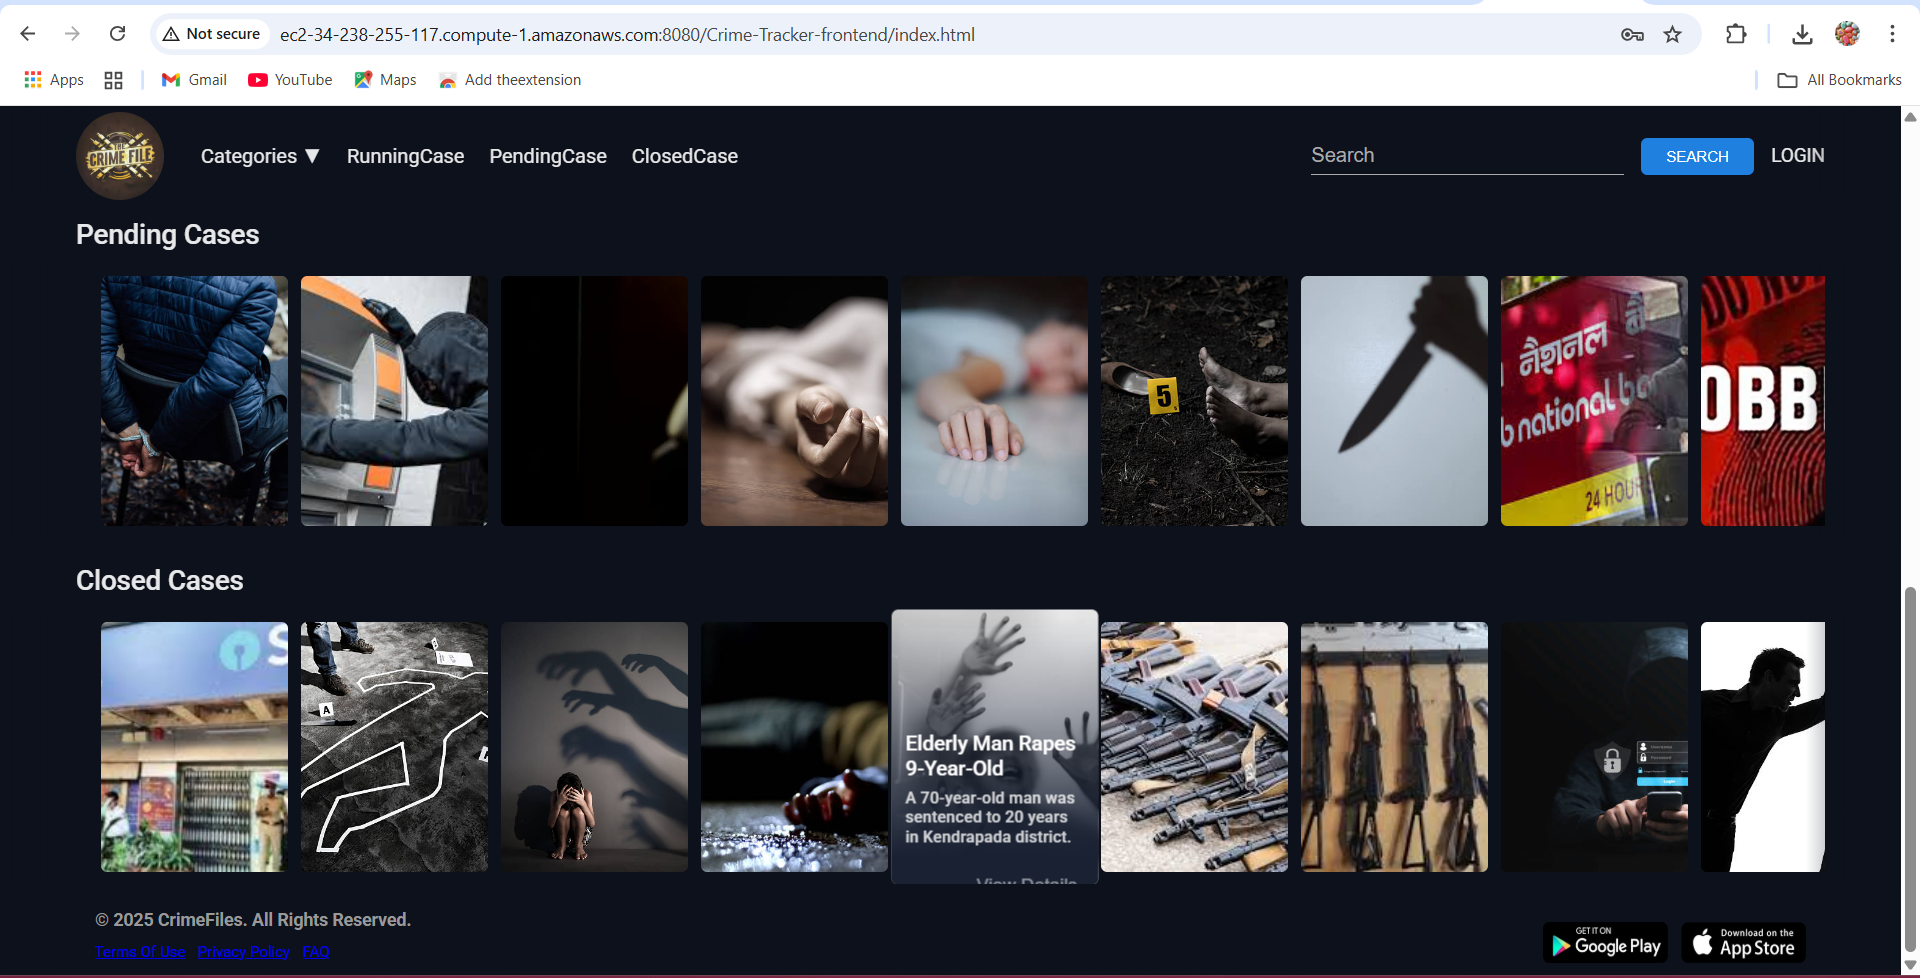 Not secure
ec2-34-238-255-117.compute-1.amazonaws.com:8080/Crime-Tracker-frontend/index.html
Apps
Gmail
YouTube
Maps
Add theextension
All Bookmarks
THE
CRIME FILE
Categories ▼
RunningCase
PendingCase
ClosedCase
Search
SEARCH
LOGIN
Pending Cases
5
नैशनल
national
24 HOUR
OBB
Closed Cases
S
A
B
Elderly Man Rapes
9-Year-Old
A 70-year-old man was
sentenced to 20 years
in Kendrapada district.
View Details
© 2025 CrimeFiles. All Rights Reserved.
Terms Of Use Privacy Policy FAQ
GET IT ON
Google Play
Download on the
App Store